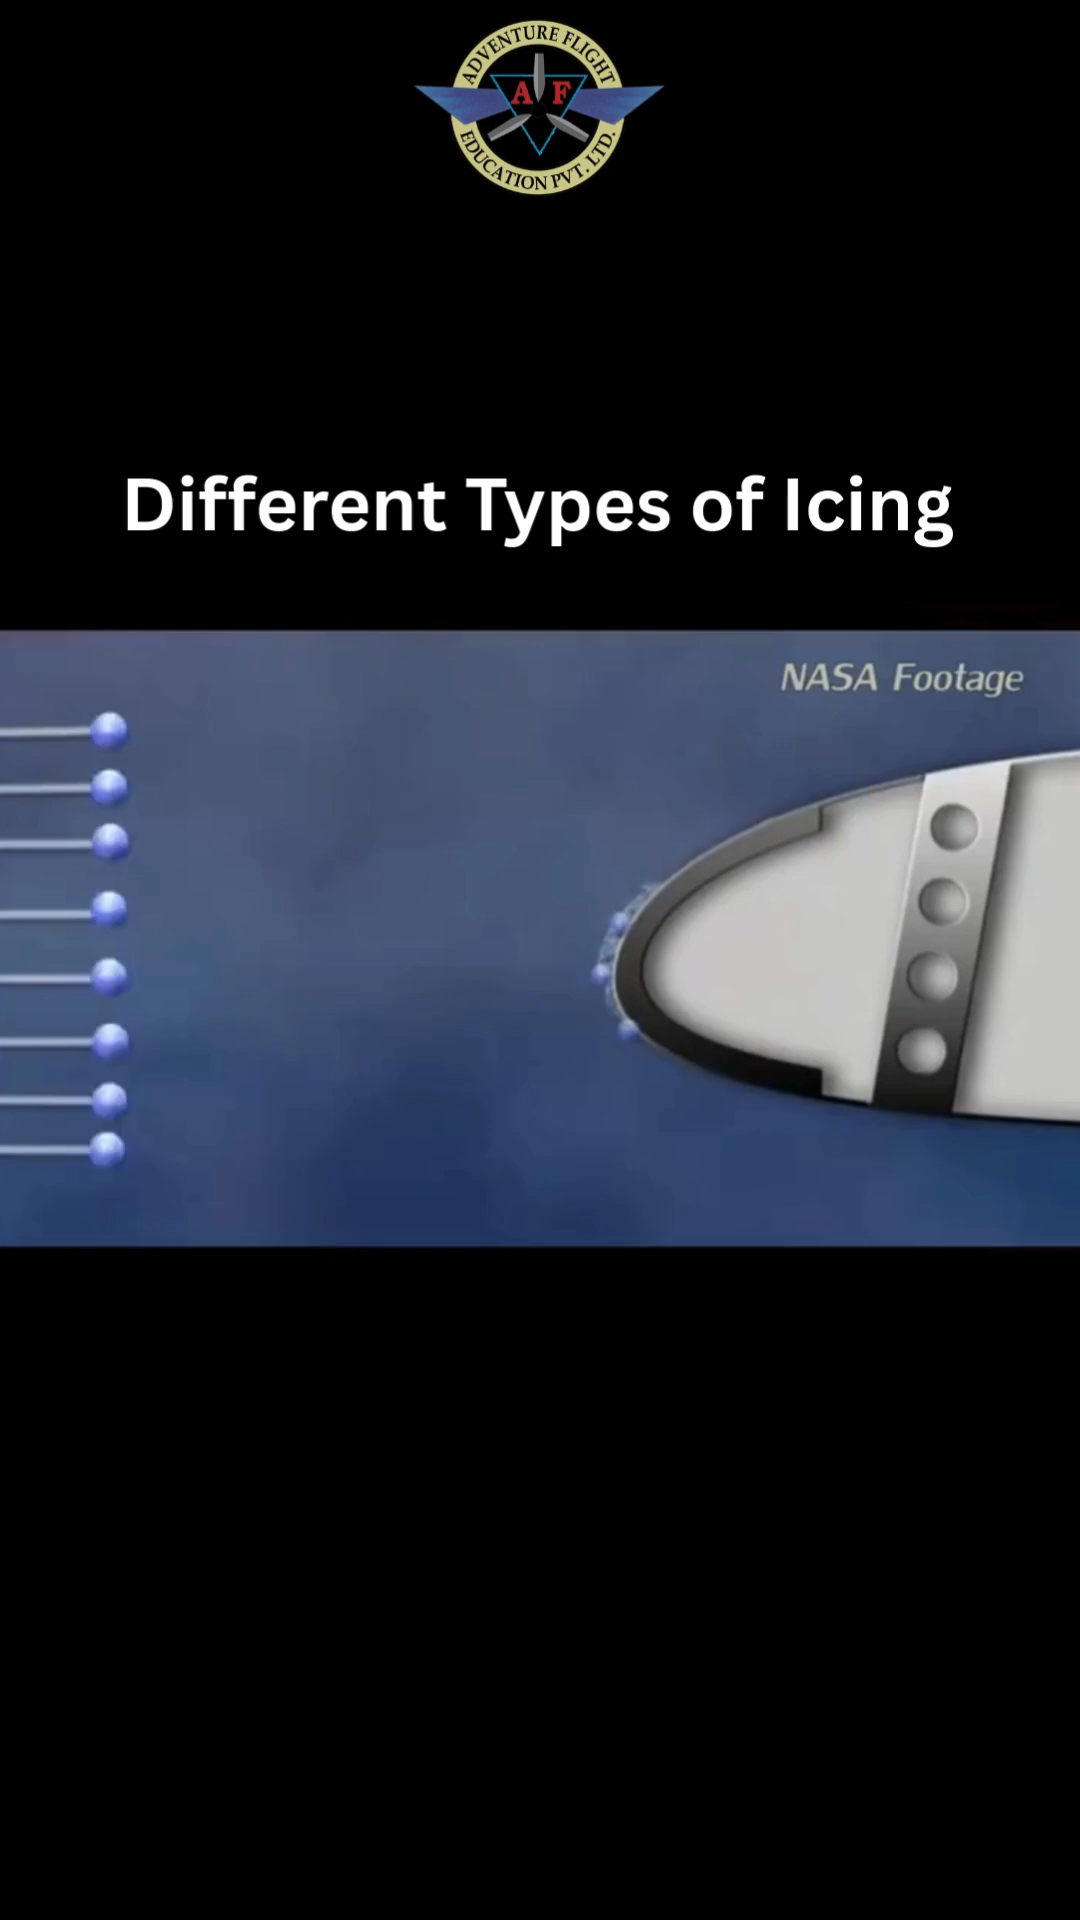 ADVENTURE FLIGHT
A F
EDUCATION PVT. LTD.
Different Types of Icing
NASA Footage